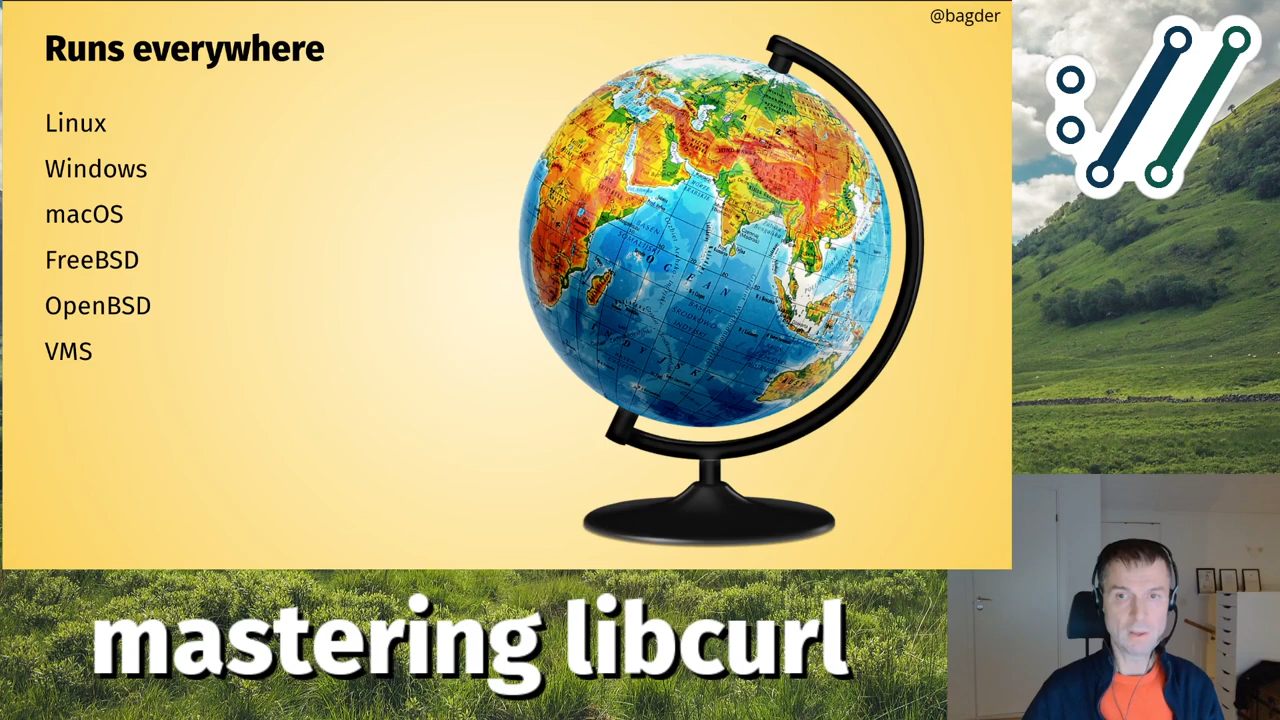 @bagder
Runs everywhere
Linux
Windows
macOS
FreeBSD
OpenBSD
VMS
mastering libcurl